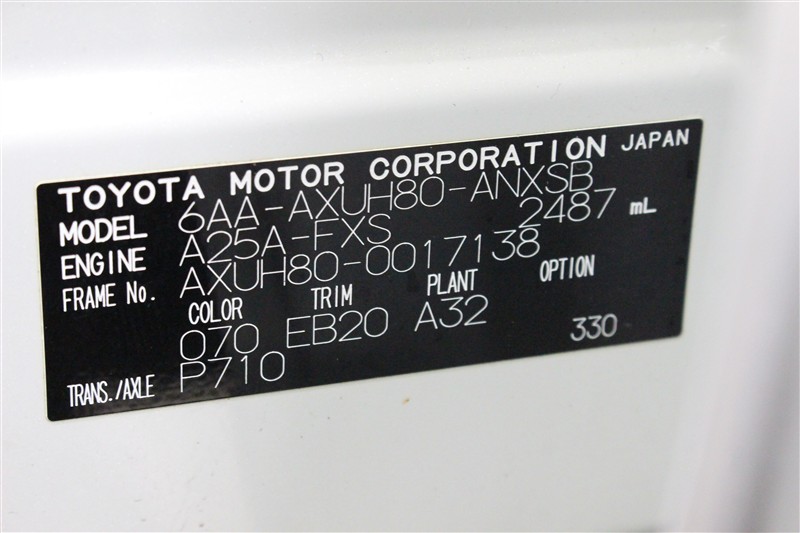 TOYOTA MOTOR CORPORATION JAPAN
MODEL 6AA-AXUH80-ANXSB
ENGINE A25A-FXS 2487 mL
FRAME No. AXUH80-0017138
COLOR TRIM PLANT OPTION
070 EB20 A32 330
TRANS./AXLE P710